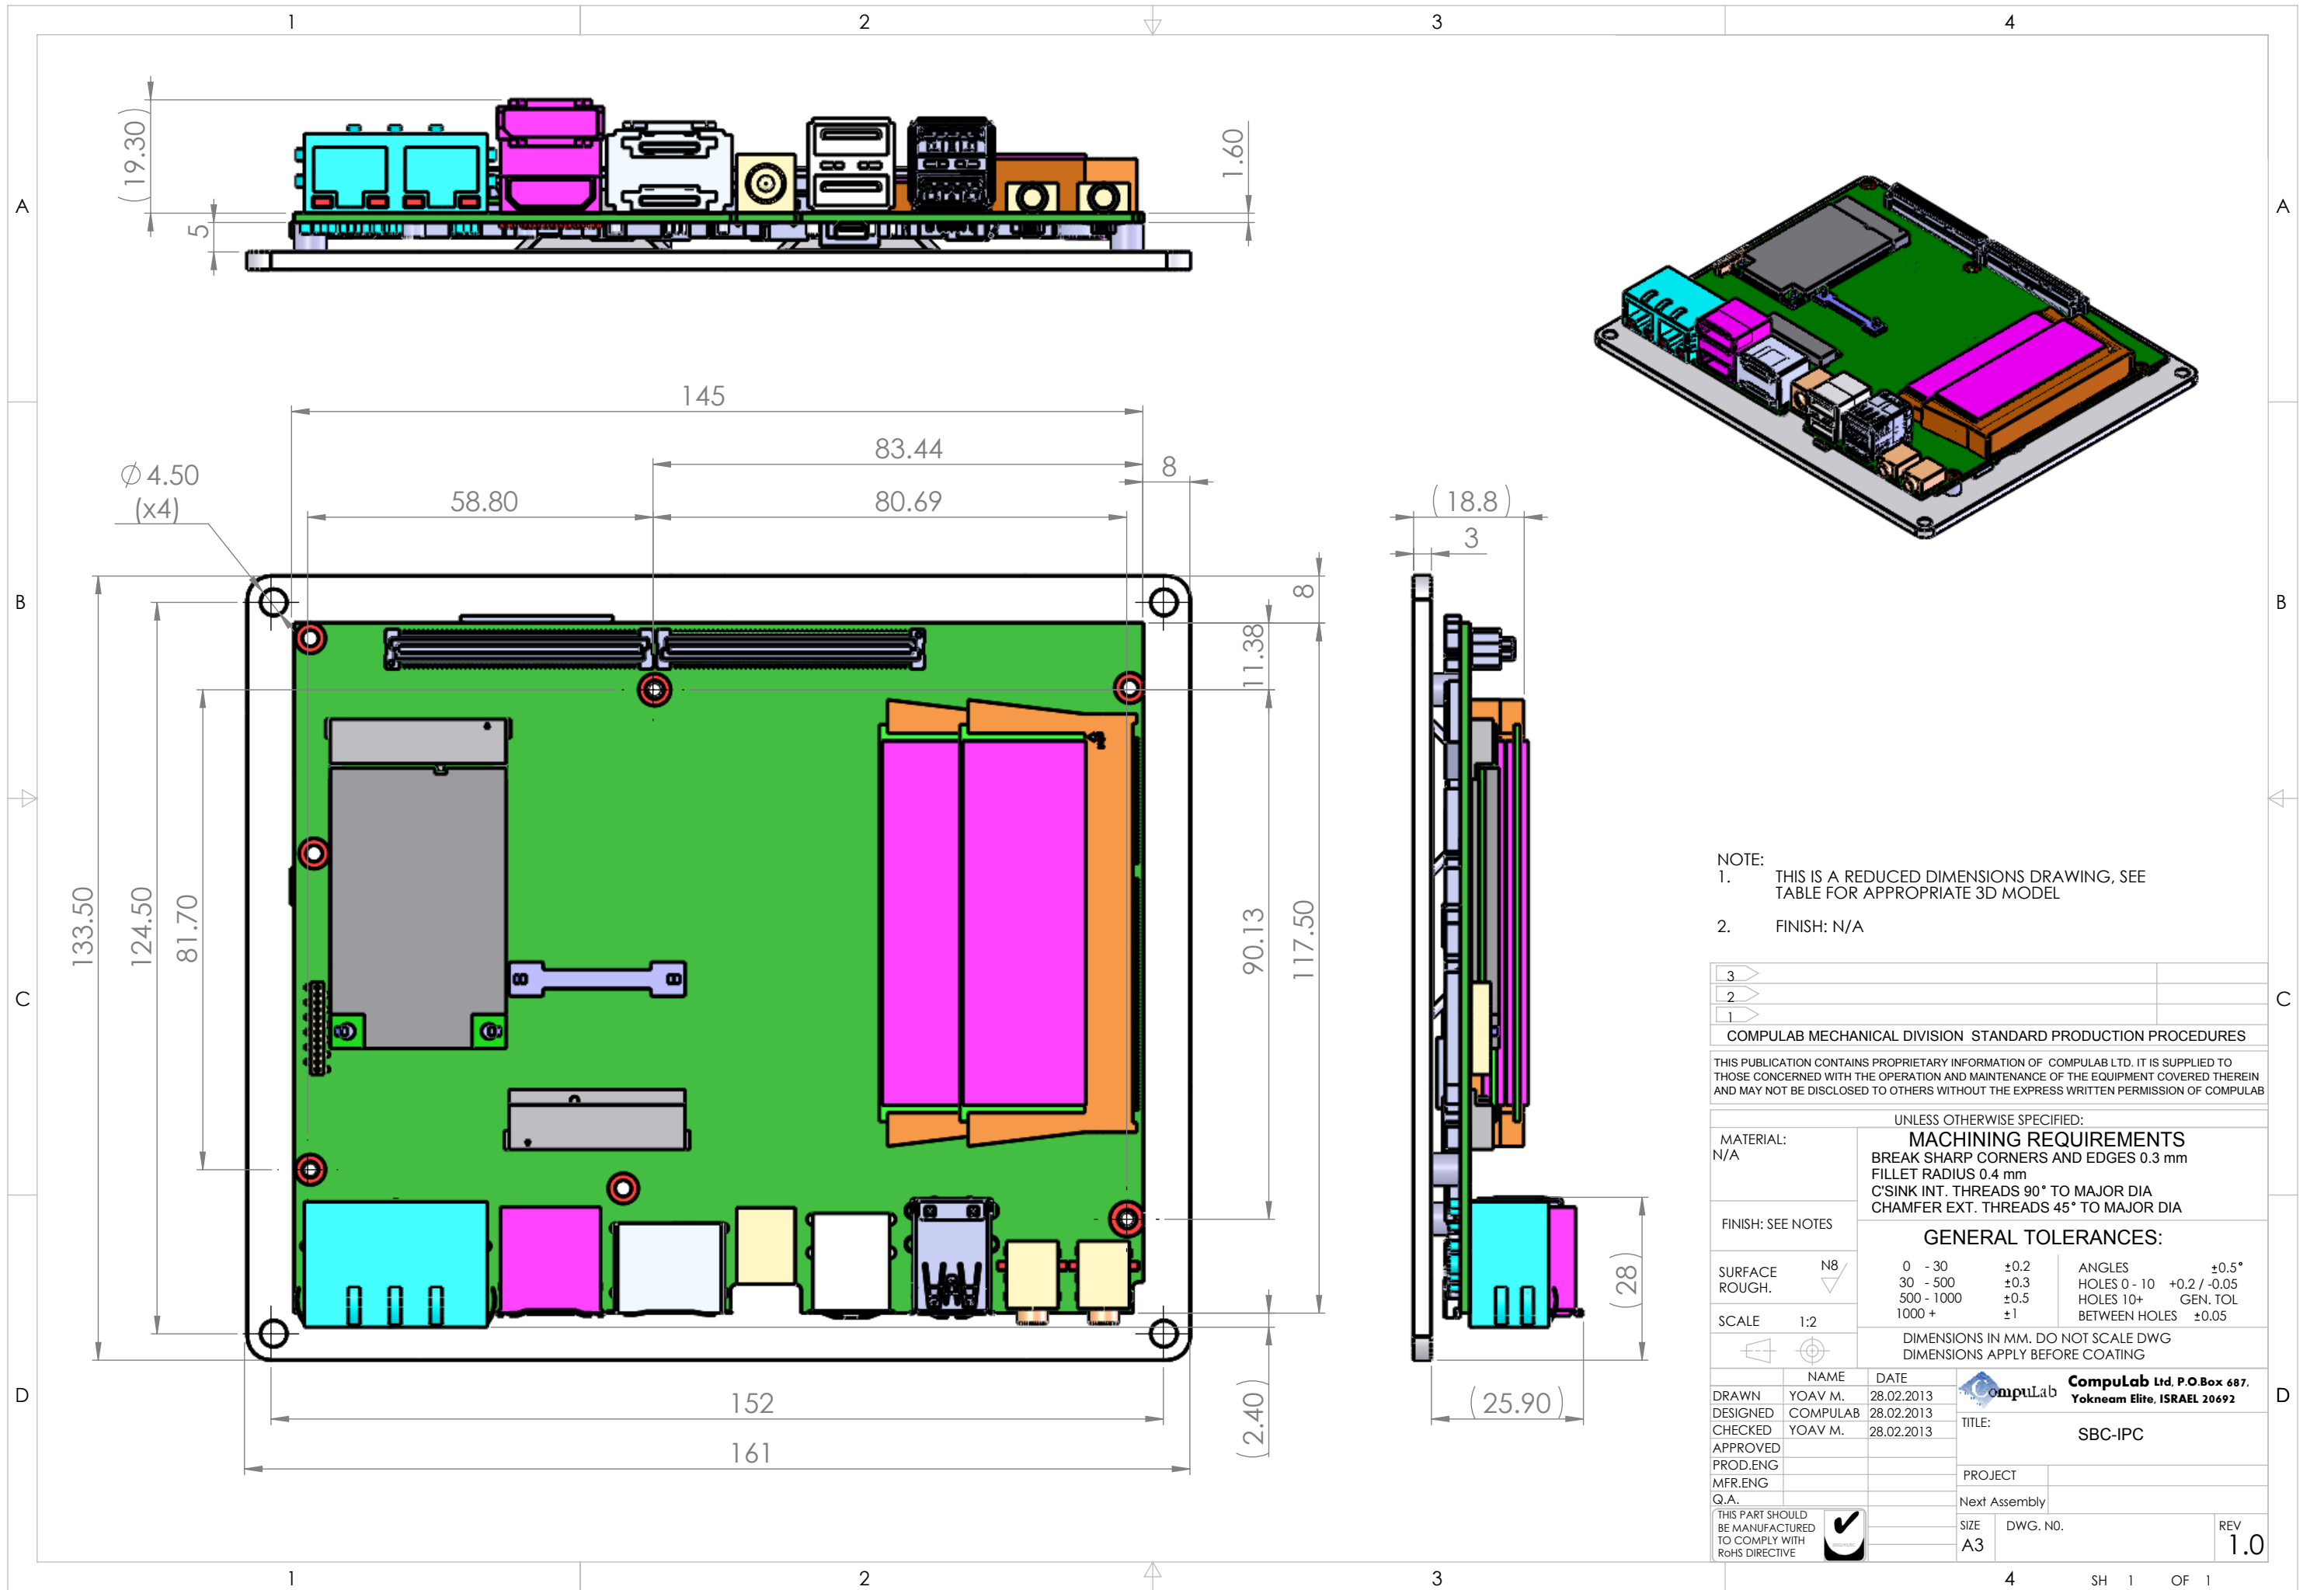 1 2 3 4
A
A
(19.30)
5
1.60
145
83.44
8
Ø 4.50
(x4)
58.80
80.69
(18.8)
3
B
B
8
11.38
133.50
124.50
81.70
90.13
117.50
C
C
152
161
(2.40)
(28)
(25.90)
D
D
NOTE:
1. THIS IS A REDUCED DIMENSIONS DRAWING, SEE
TABLE FOR APPROPRIATE 3D MODEL
2. FINISH: N/A
3
2
1
COMPULAB MECHANICAL DIVISION STANDARD PRODUCTION PROCEDURES
THIS PUBLICATION CONTAINS PROPRIETARY INFORMATION OF COMPULAB LTD. IT IS SUPPLIED TO
THOSE CONCERNED WITH THE OPERATION AND MAINTENANCE OF THE EQUIPMENT COVERED THEREIN
AND MAY NOT BE DISCLOSED TO OTHERS WITHOUT THE EXPRESS WRITTEN PERMISSION OF COMPULAB
UNLESS OTHERWISE SPECIFIED:
MATERIAL:
N/A
MACHINING REQUIREMENTS
BREAK SHARP CORNERS AND EDGES 0.3 mm
FILLET RADIUS 0.4 mm
C'SINK INT. THREADS 90° TO MAJOR DIA
CHAMFER EXT. THREADS 45° TO MAJOR DIA
FINISH: SEE NOTES
GENERAL TOLERANCES:
0 - 30 ±0.2 ANGLES ±0.5°
30 - 500 ±0.3 HOLES 0 - 10 +0.2 / -0.05
500 - 1000 ±0.5 HOLES 10+ GEN. TOL
1000 + ±1 BETWEEN HOLES ±0.05
SURFACE
ROUGH.
N8
SCALE 1:2
DIMENSIONS IN MM. DO NOT SCALE DWG
DIMENSIONS APPLY BEFORE COATING
NAME DATE
DRAWN YOAV M. 28.02.2013
DESIGNED COMPULAB 28.02.2013
CHECKED YOAV M. 28.02.2013
APPROVED
PROD.ENG
MFR.ENG
Q.A.
CompuLab
CompuLab Ltd, P.O.Box 687,
Yokneam Elite, ISRAEL 20692
TITLE:
SBC-IPC
PROJECT
Next Assembly
THIS PART SHOULD
BE MANUFACTURED
TO COMPLY WITH
RoHS DIRECTIVE
SIZE
A3
DWG. N0.
REV
1.0
1 2 3 4
SH 1 OF 1